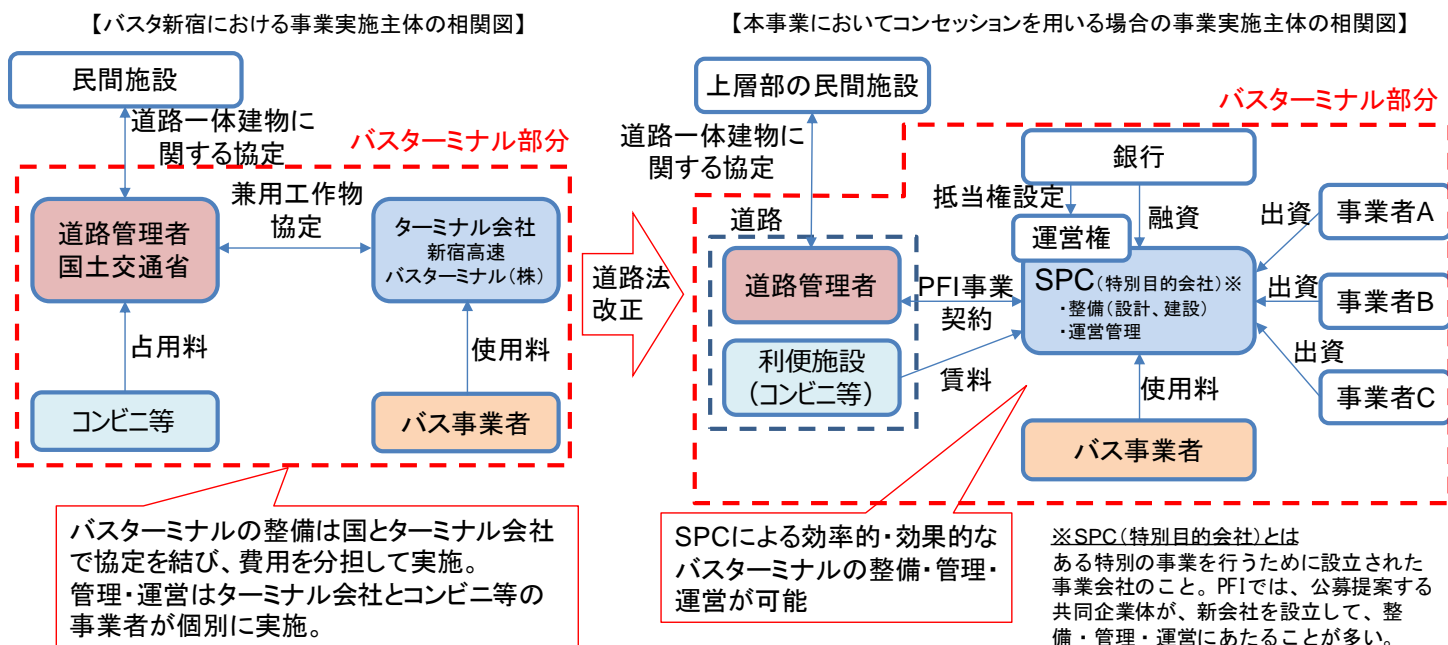 【バスタ新宿における事業実施主体の相関図】
民間施設
道路一体建物に
関する協定
バスターミナル部分
兼用工作物
協定
道路管理者
国土交通省
ターミナル会社
新宿高速
バスターミナル(株)
占用料
使用料
コンビニ等
バス事業者
バスターミナルの整備は国とターミナル会社
で協定を結び、費用を分担して実施。
管理・運営はターミナル会社とコンビニ等の
事業者が個別に実施。
道路法
改正
【本事業においてコンセッションを用いる場合の事業実施主体の相関図】
上層部の民間施設
バスターミナル部分
道路一体建物に
関する協定
銀行
抵当権設定
融資
運営権
道路
道路管理者
PFI事業
契約
SPC(特別目的会社)※
・整備(設計、建設)
・運営管理
出資
事業者A
出資
事業者B
出資
事業者C
利便施設
(コンビニ等)
賃料
使用料
バス事業者
SPCによる効率的・効果的な
バスターミナルの整備・管理・
運営が可能
※SPC(特別目的会社)とは
ある特別の事業を行うために設立された
事業会社のこと。PFIでは、公募提案する
共同企業体が、新会社を設立して、整
備・管理・運営にあたることが多い。